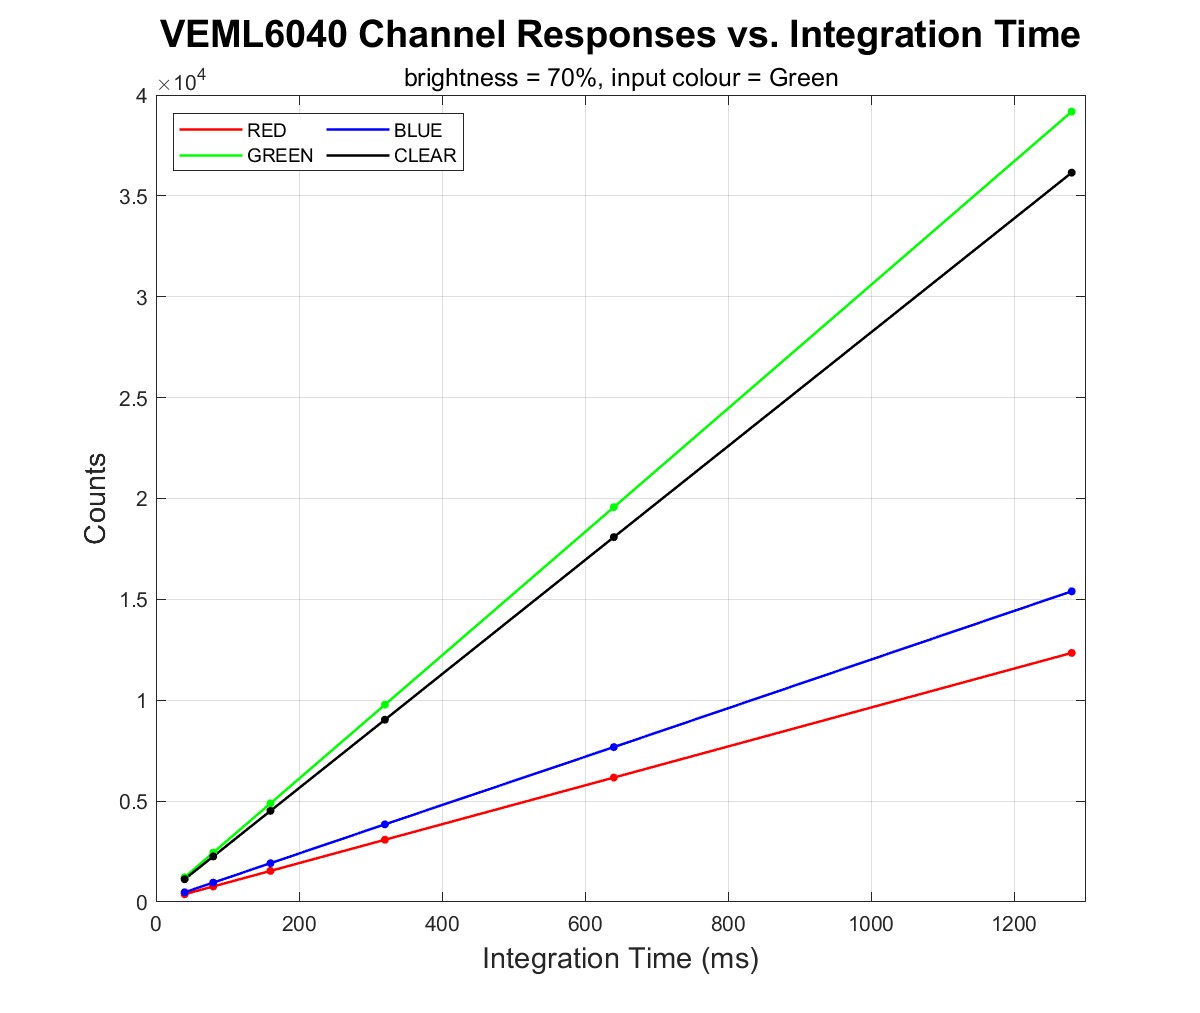 VEML6040 Channel Responses vs. Integration Time
brightness = 70%, input colour = Green
×10⁴
RED BLUE
GREEN CLEAR
4
3.5
3
2.5
2
1.5
1
0.5
0
Counts
0 200 400 600 800 1000 1200
Integration Time (ms)